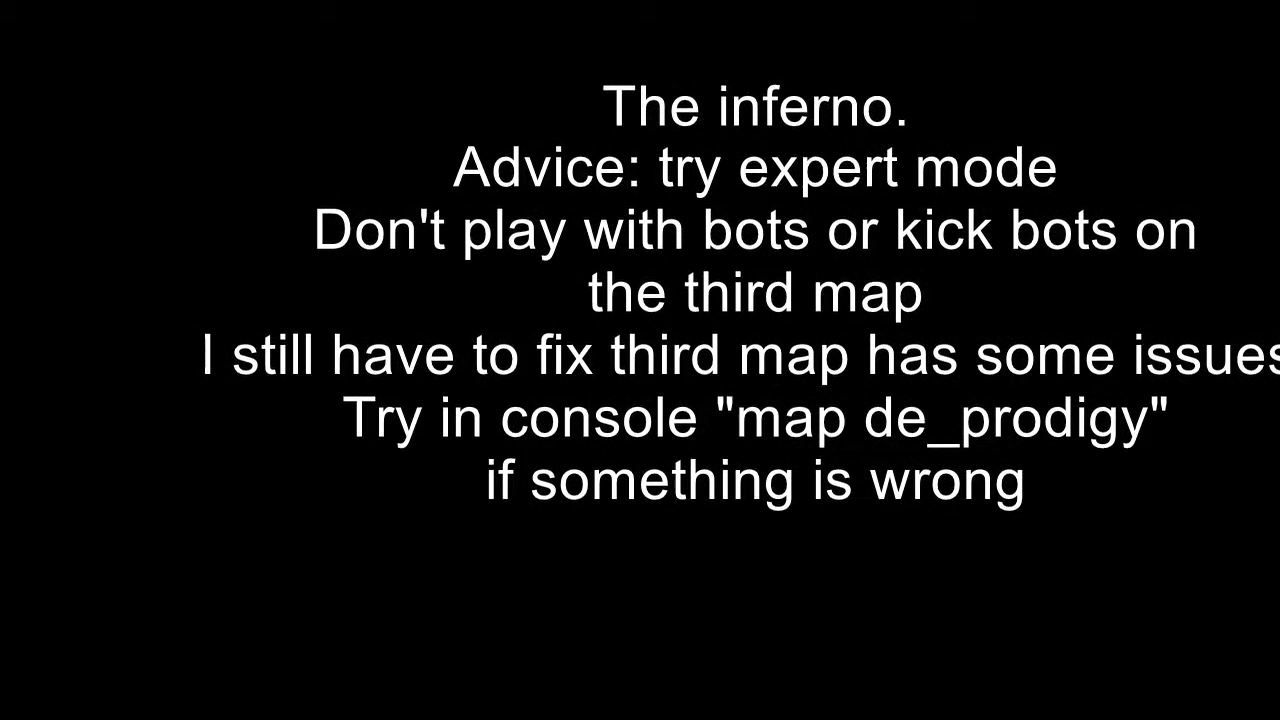 The inferno.
Advice: try expert mode
Don't play with bots or kick bots on
the third map
I still have to fix third map has some issues
Try in console "map de_prodigy"
if something is wrong